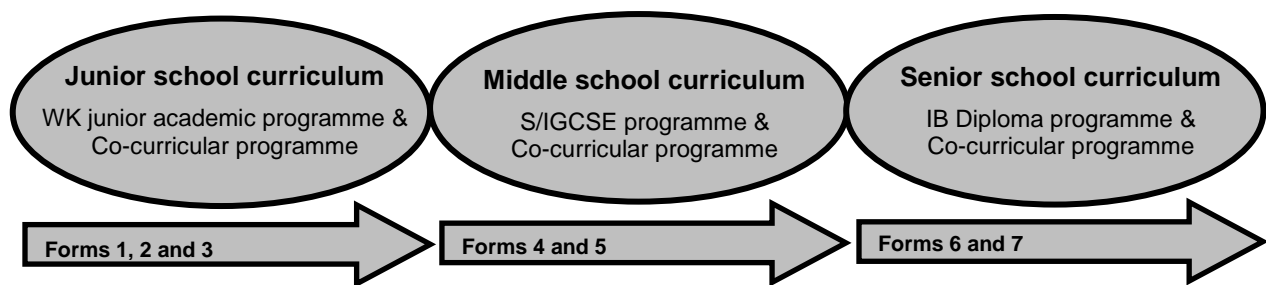 Junior school curriculum
WK junior academic programme &
Co-curricular programme
Middle school curriculum
S/IGCSE programme &
Co-curricular programme
Senior school curriculum
IB Diploma programme &
Co-curricular programme
Forms 1, 2 and 3
Forms 4 and 5
Forms 6 and 7